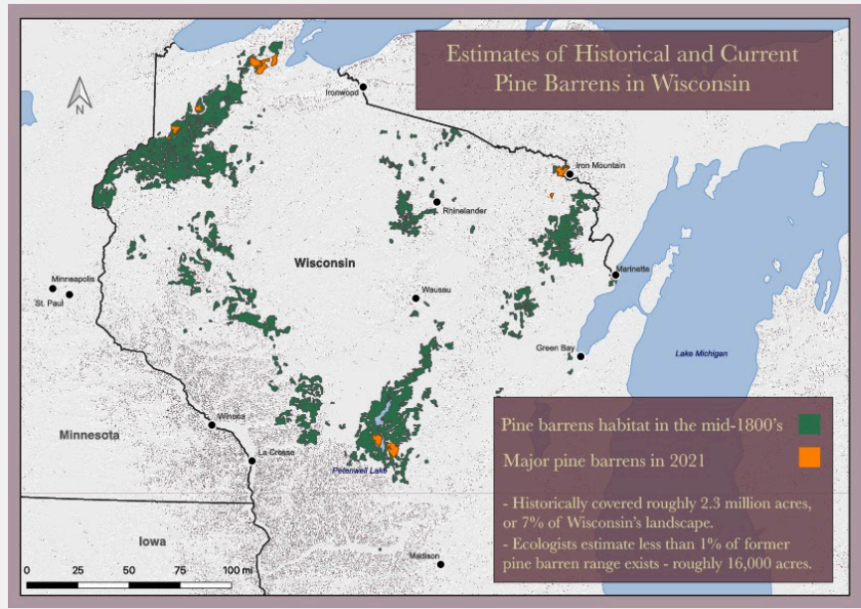 Estimates of Historical and Current
Pine Barrens in Wisconsin
N
Ironwood
Iron Mountain
Rhinelander
Wisconsin
Marinette
Minneapolis
St. Paul
Wausau
Green Bay
Lake Michigan
Winona
Minnesota
La Crosse
Petenwell Lake
Pine barrens habitat in the mid-1800's
Major pine barrens in 2021
- Historically covered roughly 2.3 million acres,
or 7% of Wisconsin's landscape.
- Ecologists estimate less than 1% of former
pine barren range exists - roughly 16,000 acres.
Iowa
Madison
0 25 50 75 100 mi